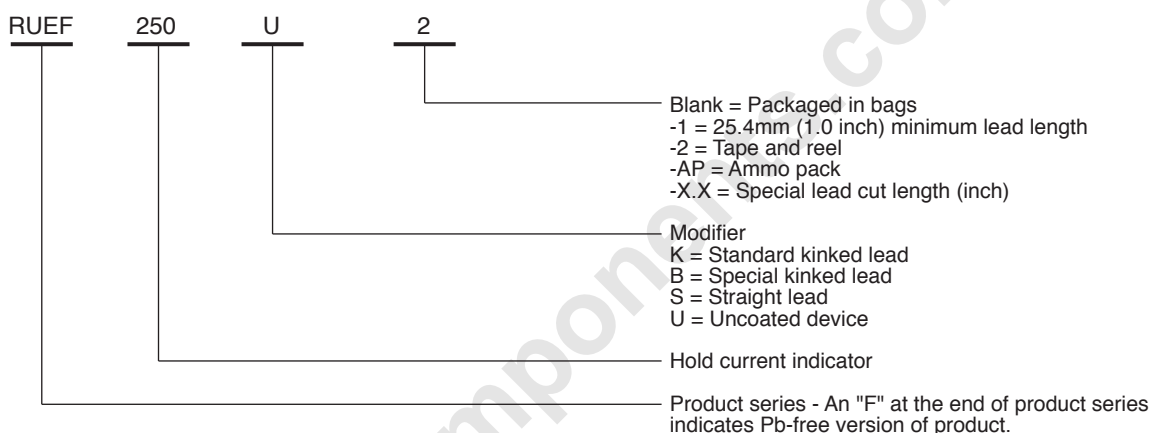 RUEF 250 U 2
Blank = Packaged in bags
-1 = 25.4mm (1.0 inch) minimum lead length
-2 = Tape and reel
-AP = Ammo pack
-X.X = Special lead cut length (inch)
Modifier
K = Standard kinked lead
B = Special kinked lead
S = Straight lead
U = Uncoated device
Hold current indicator
Product series - An "F" at the end of product series
indicates Pb-free version of product.
mponents.co